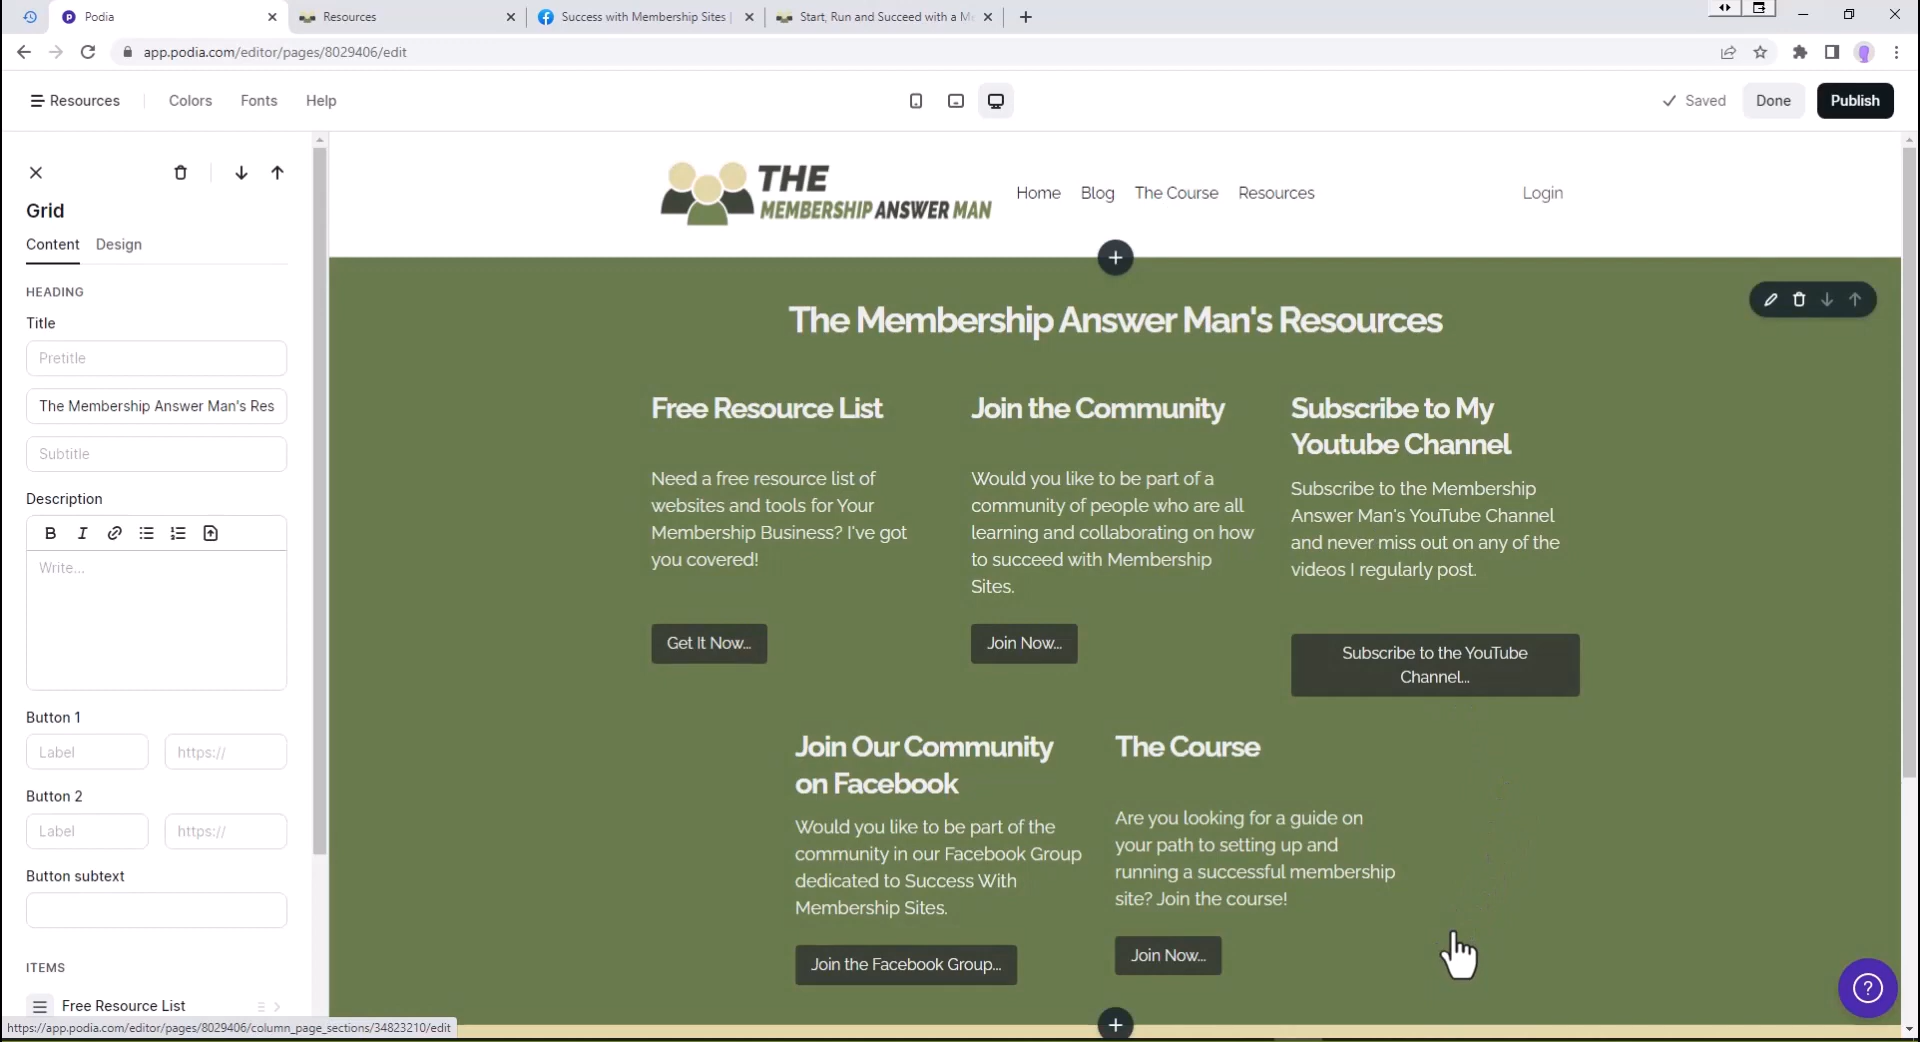 Podia
Resources
Success with Membership Sites |
Start, Run and Succeed with a Me
app.podia.com/editor/pages/8029406/edit
Resources
Colors
Fonts
Help
Saved
Done
Publish
Grid
Content
Design
HEADING
Title
Pretitle
The Membership Answer Man's Res
Subtitle
Description
B I
Write...
Button 1
Label
https://
Button 2
Label
https://
Button subtext
ITEMS
Free Resource List
https://app.podia.com/editor/pages/8029406/column_page_sections/34823210/edit
THE
MEMBERSHIP ANSWER MAN
Home
Blog
The Course
Resources
Login
The Membership Answer Man's Resources
Free Resource List
Need a free resource list of
websites and tools for Your
Membership Business? I've got
you covered!
Get It Now...
Join the Community
Would you like to be part of a
community of people who are all
learning and collaborating on how
to succeed with Membership
Sites.
Join Now...
Subscribe to My
Youtube Channel
Subscribe to the Membership
Answer Man's YouTube Channel
and never miss out on any of the
videos I regularly post.
Subscribe to the YouTube
Channel...
Join Our Community
on Facebook
Would you like to be part of the
community in our Facebook Group
dedicated to Success With
Membership Sites.
Join the Facebook Group...
The Course
Are you looking for a guide on
your path to setting up and
running a successful membership
site? Join the course!
Join Now...